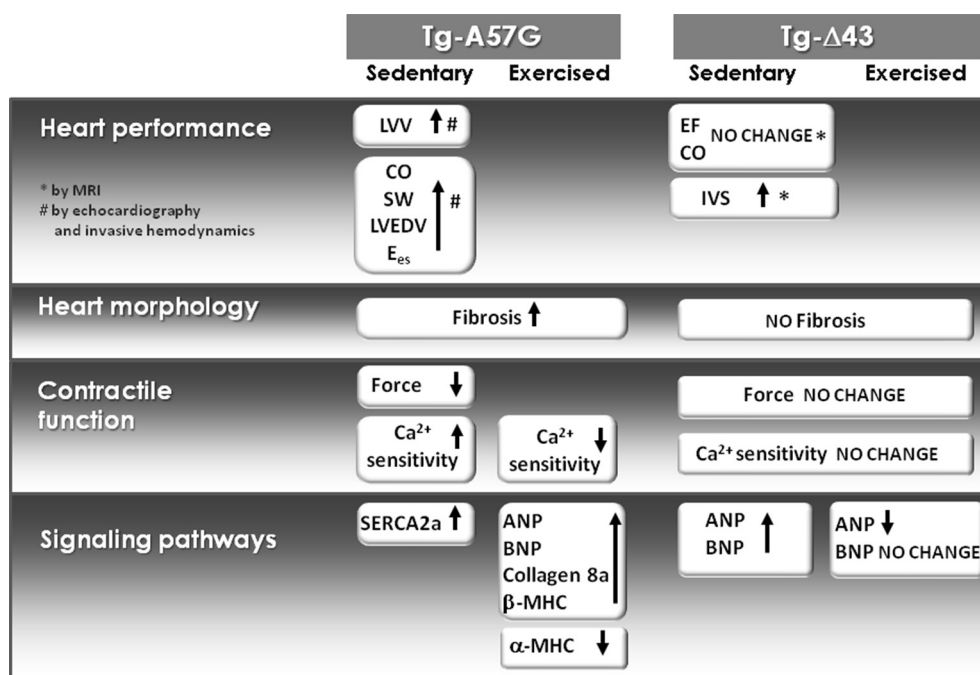 Tg-A57G
Tg-Δ43
Sedentary Exercised
Sedentary Exercised
Heart performance
* by MRI
# by echocardiography
and invasive hemodynamics
LVV #
CO
SW
LVEDV
Ees
#
EF
CO
NO CHANGE *
IVS *
Heart morphology
Fibrosis
NO Fibrosis
Contractile
function
Force
Ca2+
sensitivity
Ca2+
sensitivity
Force NO CHANGE
Ca2+ sensitivity NO CHANGE
Signaling pathways
SERCA2a
ANP
BNP
Collagen 8a
β-MHC
α-MHC
ANP
BNP
ANP
BNP NO CHANGE